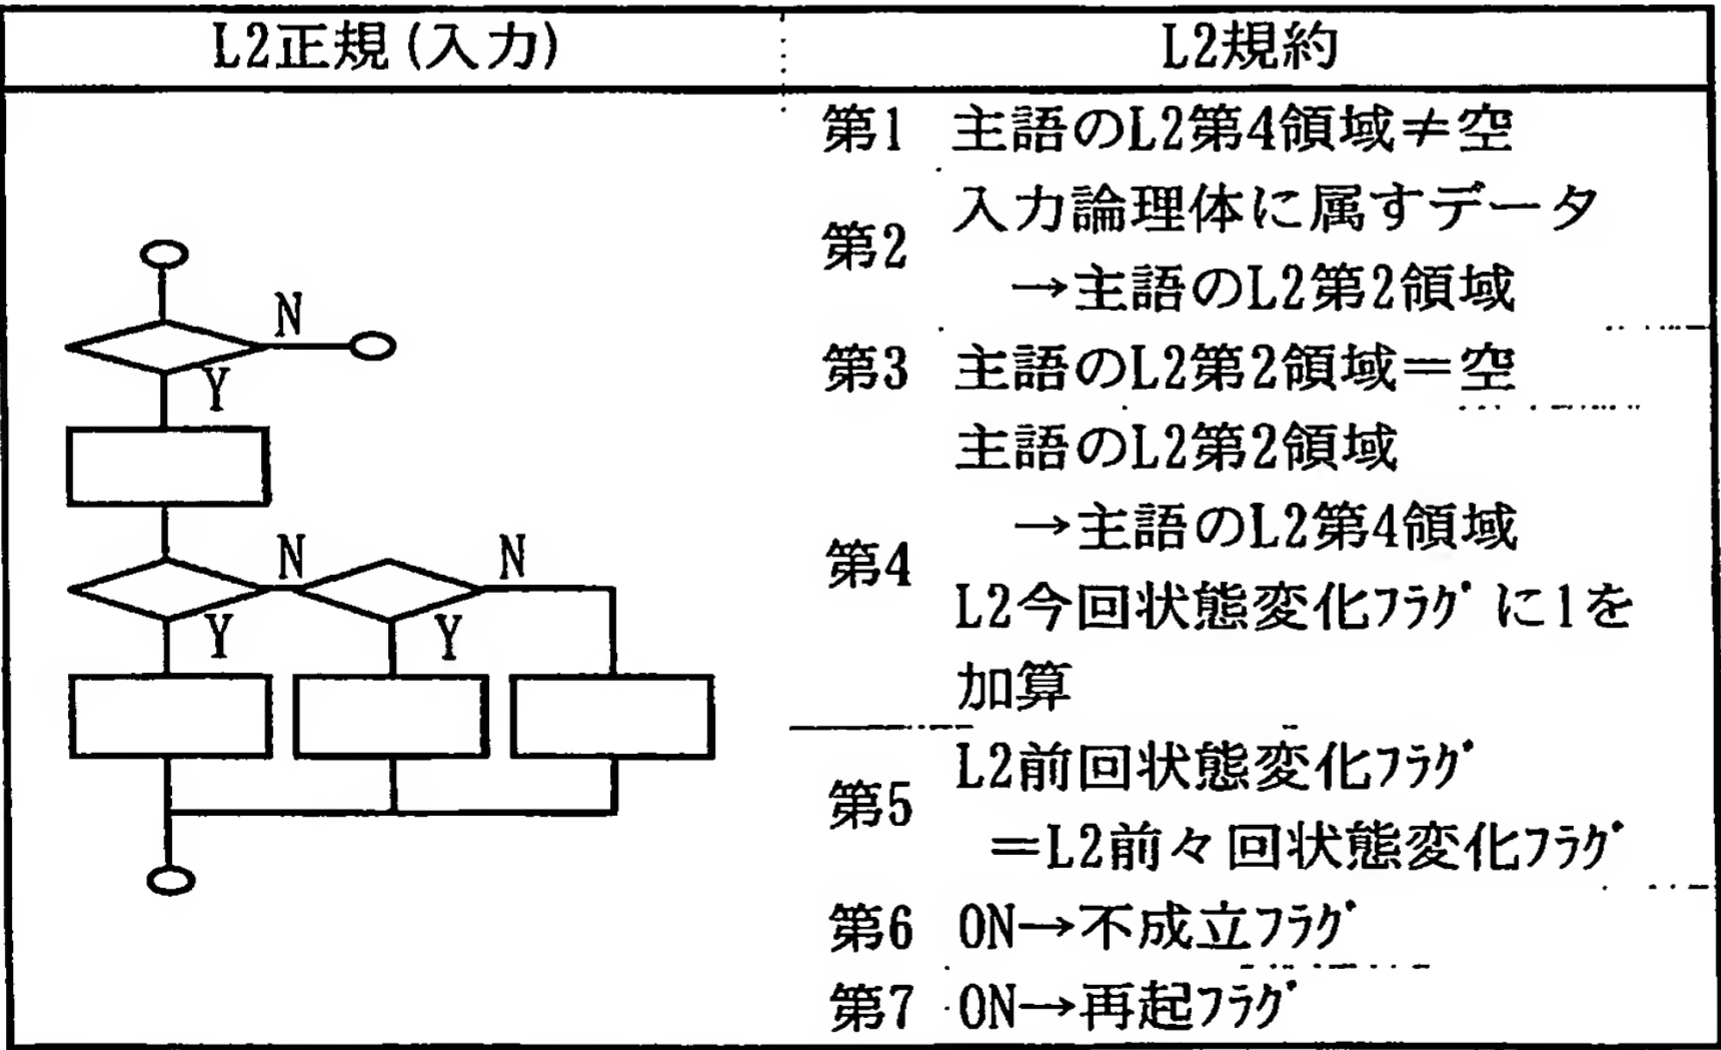 L2正規(入力)
L2規約
N
Y
N
N
Y
Y
第1 主語のL2第4領域≠空
第2 入力論理体に属すデータ
→主語のL2第2領域
第3 主語のL2第2領域=空
主語のL2第2領域
→主語のL2第4領域
第4
L2今回状態変化フラグに1を
加算
L2前回状態変化フラグ
第5
=L2前々回状態変化フラグ
第6 ON→不成立フラグ
第7 ON→再起フラグ